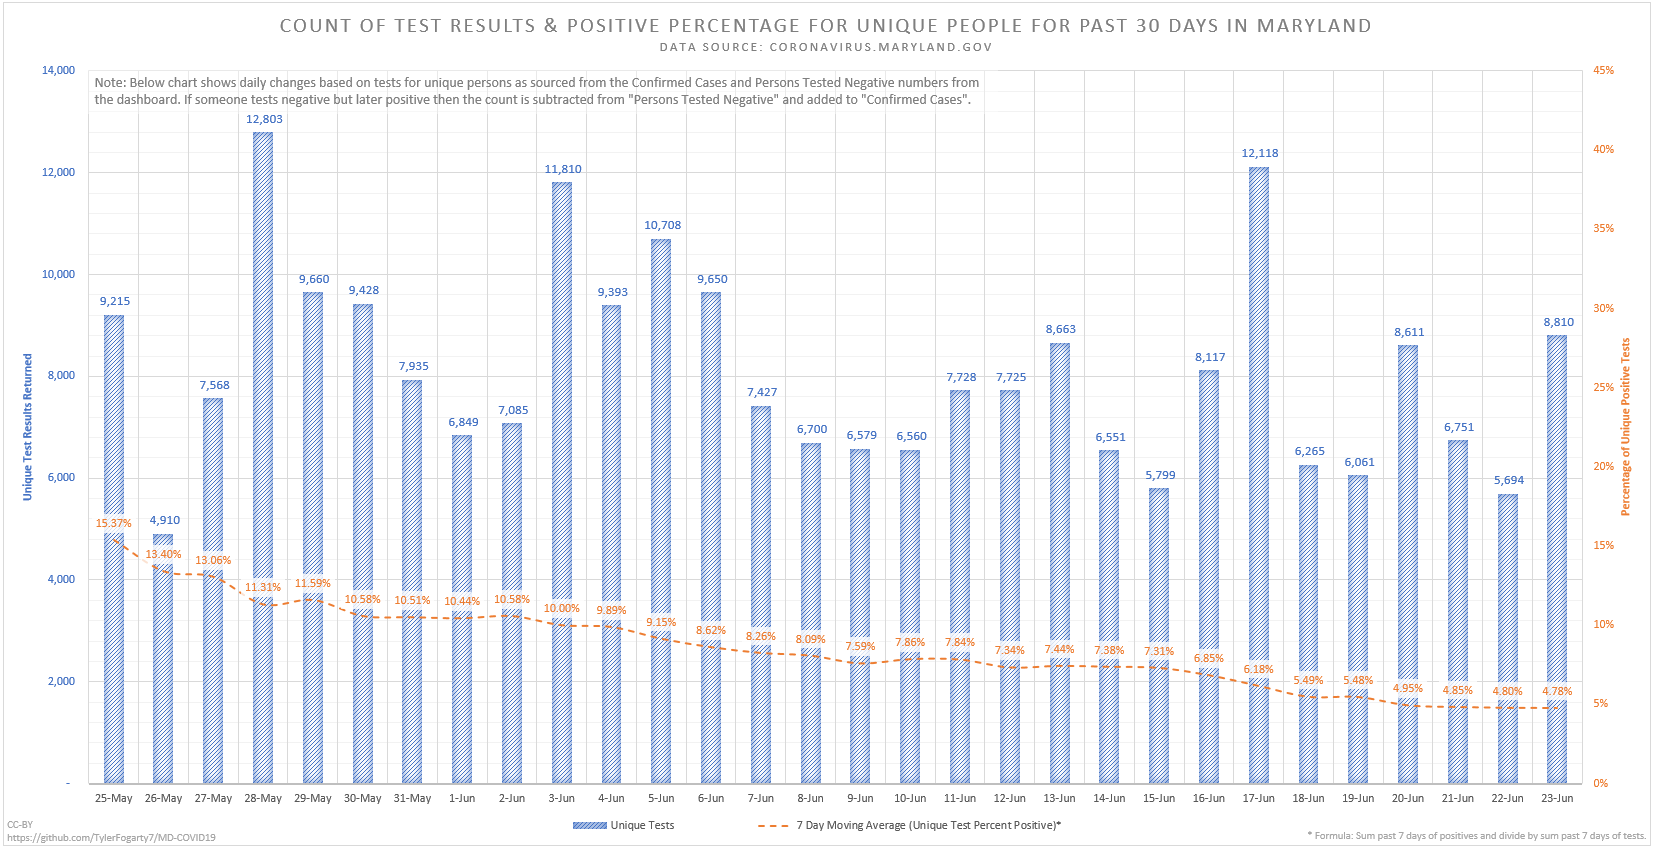 COUNT OF TEST RESULTS & POSITIVE PERCENTAGE FOR UNIQUE PEOPLE FOR PAST 30 DAYS IN MARYLAND
DATA SOURCE: CORONAVIRUS.MARYLAND.GOV
Note: Below chart shows daily changes based on tests for unique persons as sourced from the Confirmed Cases and Persons Tested Negative numbers from
the dashboard. If someone tests negative but later positive then the count is subtracted from "Persons Tested Negative" and added to "Confirmed Cases".
Unique Test Results Returned
14,000
12,000
10,000
8,000
6,000
4,000
2,000
-
9,215 4,910 7,568 12,803 9,660 9,428 7,935 6,849 7,085 11,810 9,393 10,708 9,650 7,427 6,700 6,579 6,560 7,728 7,725 8,663 6,551 5,799 8,117 12,118 6,265 6,061 8,611 6,751 5,694 8,810
15.37% 13.40% 13.06% 11.31% 11.59% 10.58% 10.51% 10.44% 10.58% 10.00% 9.89% 9.15% 8.62% 8.26% 8.09% 7.59% 7.86% 7.84% 7.34% 7.44% 7.38% 7.31% 6.85% 6.18% 5.49% 5.48% 4.95% 4.85% 4.80% 4.78%
45%
40%
35%
30%
25%
20%
15%
10%
5%
0%
Percentage of Unique Positive Tests
25-May 26-May 27-May 28-May 29-May 30-May 31-May 1-Jun 2-Jun 3-Jun 4-Jun 5-Jun 6-Jun 7-Jun 8-Jun 9-Jun 10-Jun 11-Jun 12-Jun 13-Jun 14-Jun 15-Jun 16-Jun 17-Jun 18-Jun 19-Jun 20-Jun 21-Jun 22-Jun 23-Jun
Unique Tests 7 Day Moving Average (Unique Test Percent Positive)*
CC-BY
https://github.com/TylerFogarty7/MD-COVID19
* Formula: Sum past 7 days of positives and divide by sum past 7 days of tests.